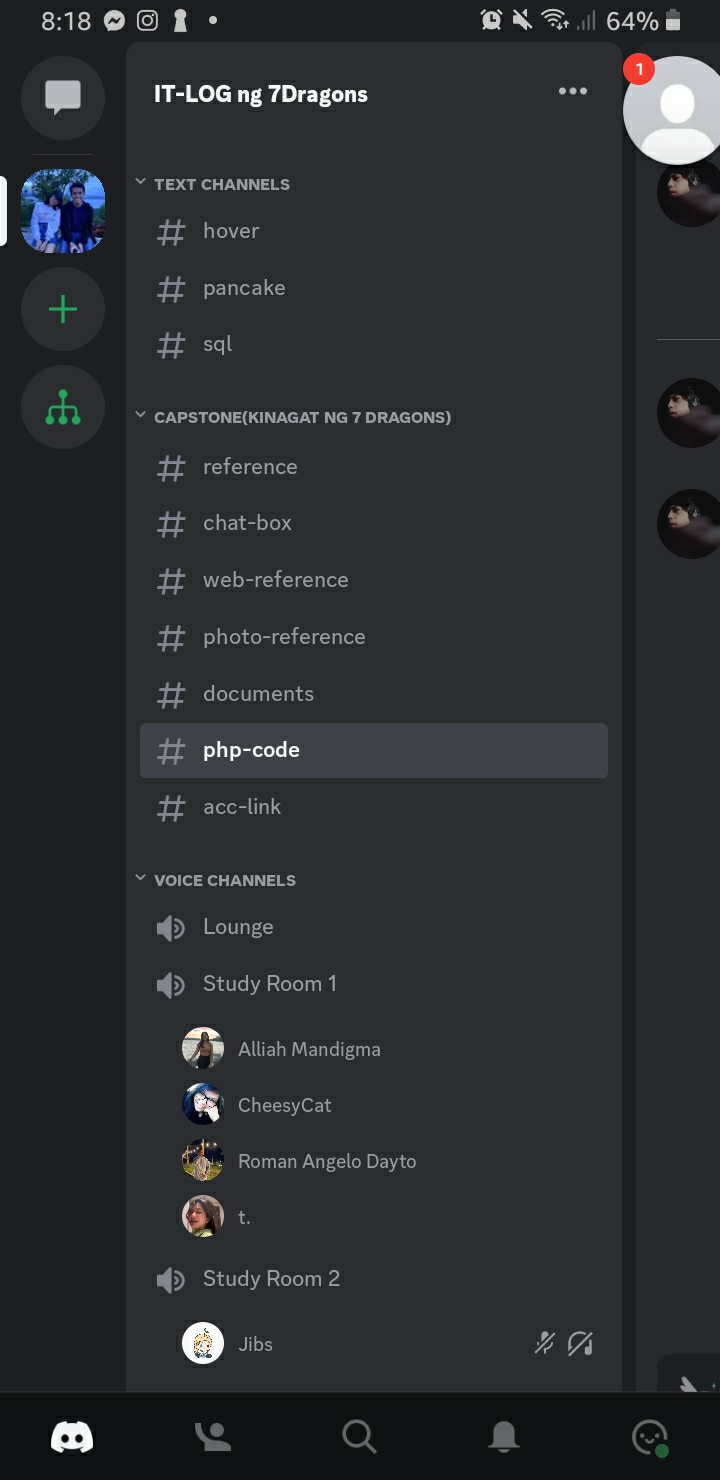 8:18
64%
1
IT-LOG ng 7Dragons
TEXT CHANNELS
hover
pancake
sql
CAPSTONE(KINAGAT NG 7 DRAGONS)
reference
chat-box
web-reference
photo-reference
documents
php-code
acc-link
VOICE CHANNELS
Lounge
Study Room 1
Alliah Mandigma
CheesyCat
Roman Angelo Dayto
t.
Study Room 2
Jibs